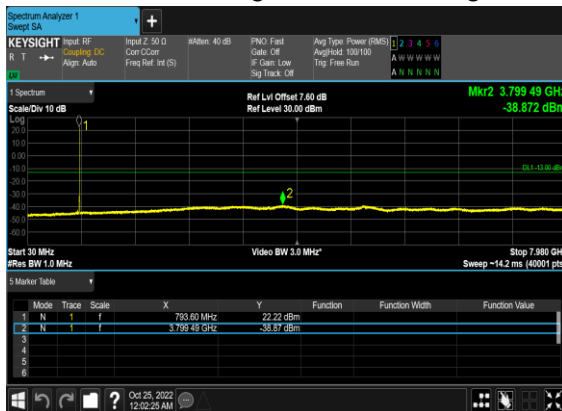 Spectrum Analyzer 1
Swept SA
KEYSIGHT Input: RF Input Z: 50 Ω #Atten: 40 dB PNO: Fast Avg Type: Power (RMS) 1 2 3 4 5 6
R T Coupling: DC Corr CCorr Gate: Off Avg|Hold: 100/100 A W W W W W
Align: Auto Freq Ref: Int (S) IF Gain: Low Trig: Free Run
Sig Track: Off A N N N N N
1 Spectrum
Scale/Div 10 dB Ref Lvl Offset 7.60 dB Mkr2 3.799 49 GHz
Log Ref Level 30.00 dBm -38.872 dBm
1
20.0
10.0
0.00
-10.0
DL1 -13.00 dBm
-20.0
-30.0
2
-40.0
-50.0
-60.0
Start 30 MHz Video BW 3.0 MHz* Stop 7.980 GHz
#Res BW 1.0 MHz Sweep ~14.2 ms (40001 pts)
5 Marker Table
Mode Trace Scale X Y Function Function Width Function Value
1 N 1 f 793.60 MHz 22.22 dBm
2 N 1 f 3.799 49 GHz -38.87 dBm
3
4
5
6
? Oct 25, 2022
12:02:25 AM